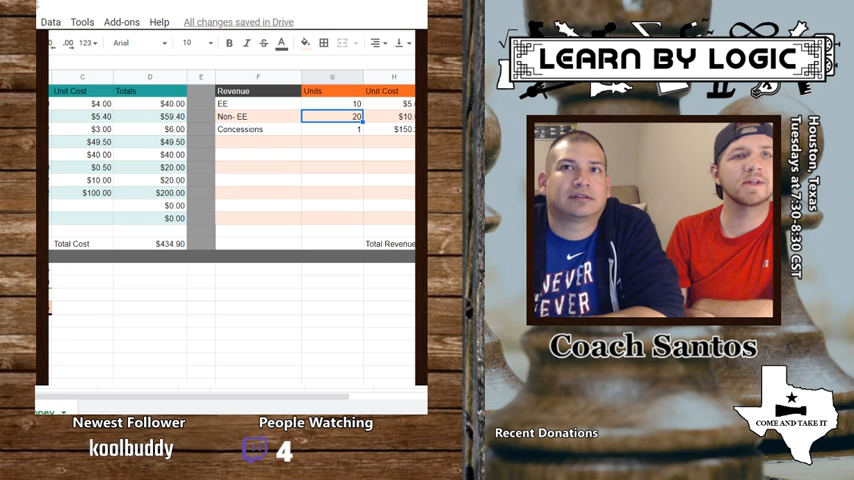 Data Tools Add-ons Help All changes saved in Drive
.00 123 Arial 10 B I S A
C D E F G H
Unit Cost Totals Revenue Units Unit Cost
$4.00 $40.00 EE 10 $5.
$5.40 $59.40 Non- EE 20 $10.
$3.00 $6.00 Concessions 1 $150.
$49.50 $49.50
$40.00 $40.00
$0.50 $20.00
$10.00 $20.00
$100.00 $200.00
$0.00
$0.00
Total Cost $434.90 Total Revenue
Newest Follower
koolbuddy
People Watching
4
LEARN BY LOGIC
Houston, Texas
Tuesdays at 7:30-8:30 CST
NEVER
EVER
Coach Santos
Recent Donations
COME AND TAKE IT